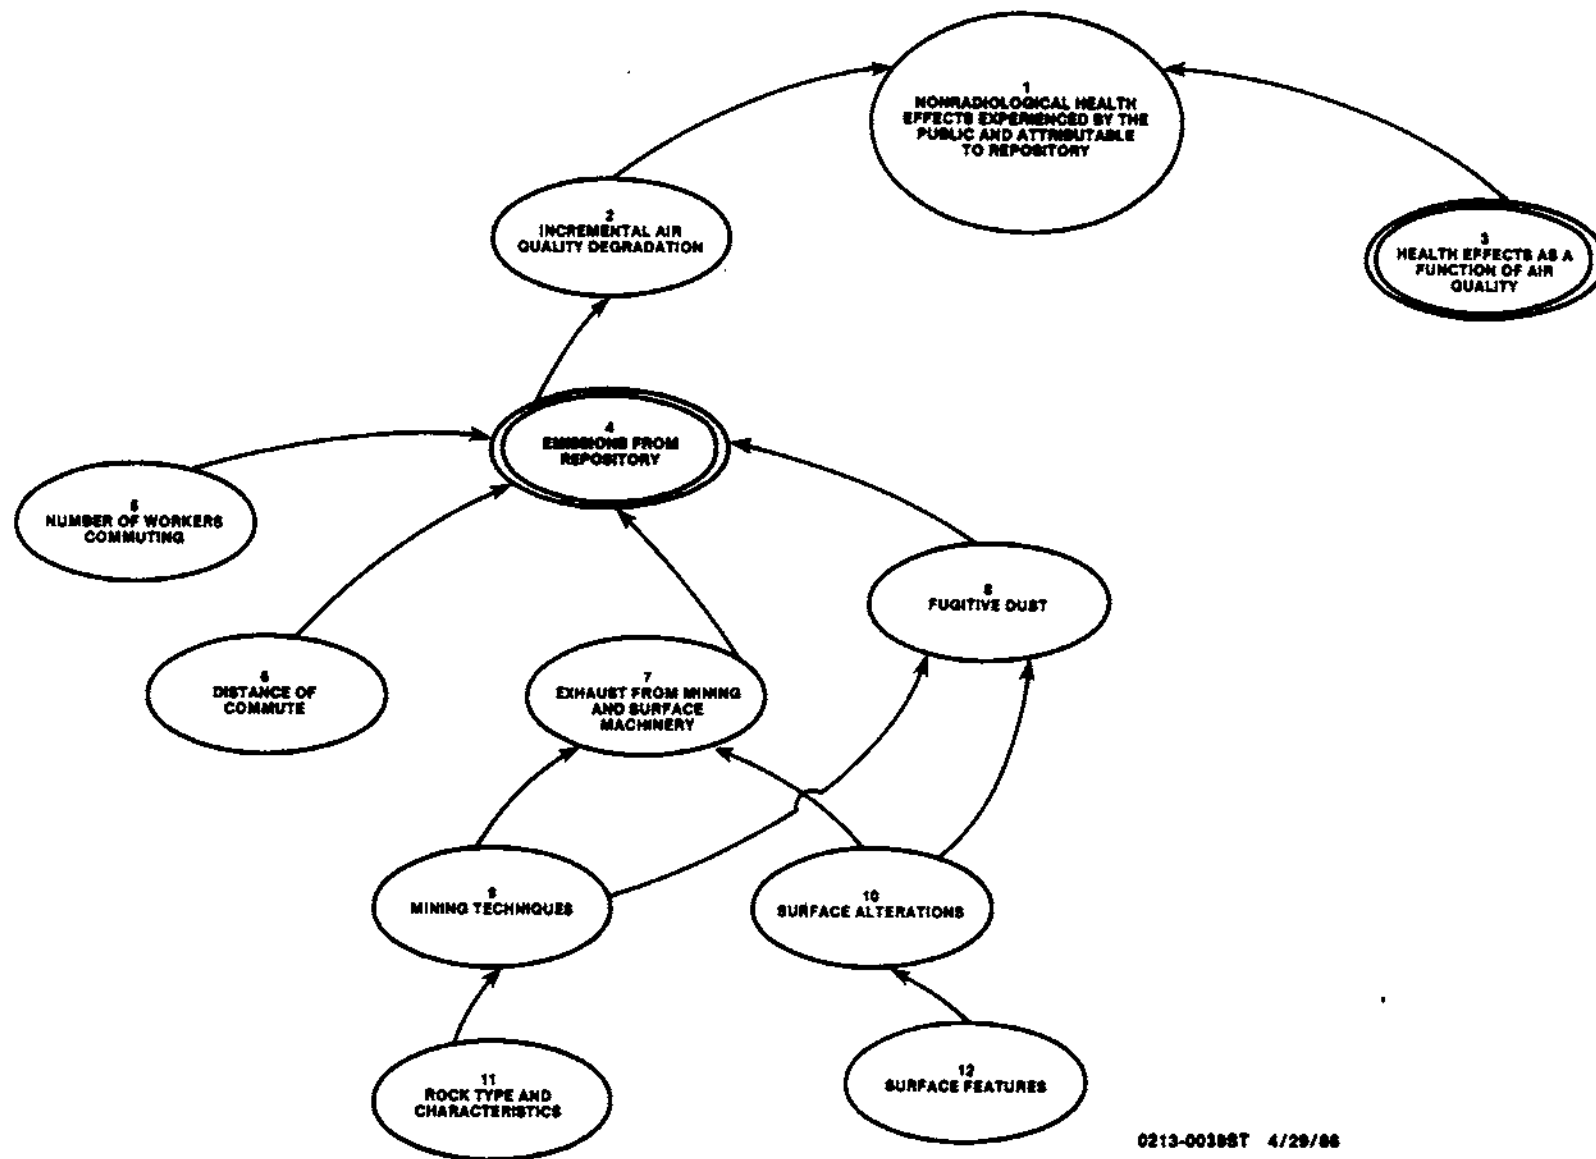 1
NONRADIOLOGICAL HEALTH
EFFECTS EXPERIENCED BY THE
PUBLIC AND ATTRIBUTABLE
TO REPOSITORY
2
INCREMENTAL AIR
QUALITY DEGRADATION
3
HEALTH EFFECTS AS A
FUNCTION OF AIR
QUALITY
4
EMISSIONS FROM
REPOSITORY
5
NUMBER OF WORKERS
COMMUTING
6
DISTANCE OF
COMMUTE
7
EXHAUST FROM MINING
AND SURFACE
MACHINERY
8
FUGITIVE DUST
9
MINING TECHNIQUES
10
SURFACE ALTERATIONS
11
ROCK TYPE AND
CHARACTERISTICS
12
SURFACE FEATURES
4/29/86